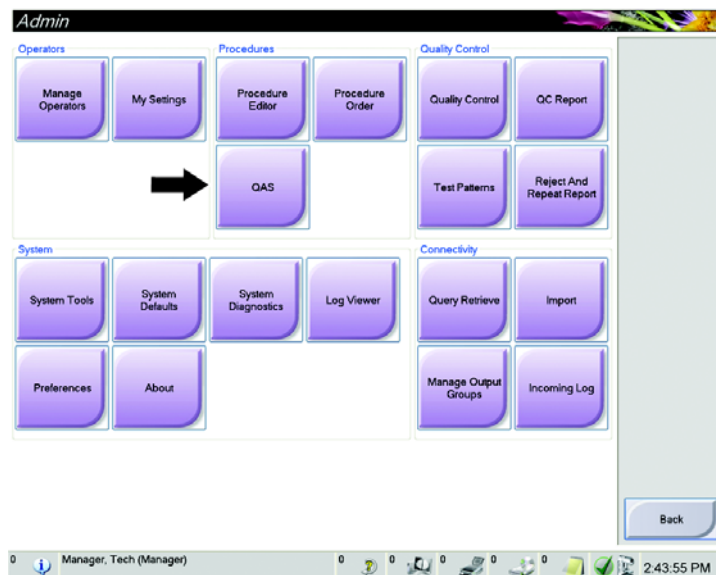 Admin
Operators
Manage
Operators
My Settings
Procedures
Procedure
Editor
Procedure
Order
QAS
Quality Control
Quality Control
QC Report
Test Patterns
Reject And
Repeat Report
System
System Tools
System
Defaults
System
Diagnostics
Log Viewer
Preferences
About
Connectivity
Query Retrieve
Import
Manage Output
Groups
Incoming Log
Back
0
Manager, Tech (Manager)
0
0
0
0
0
2:43:55 PM